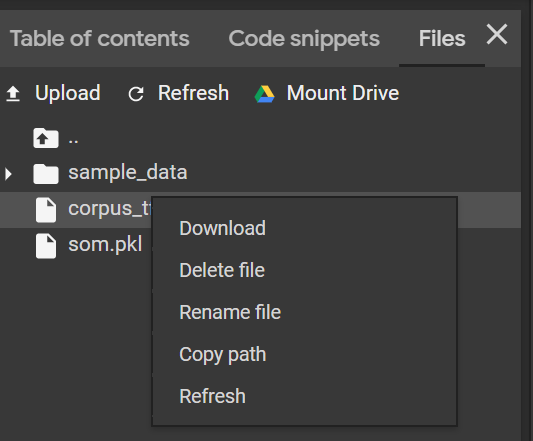 Table of contents Code snippets Files
Upload Refresh Mount Drive
..
sample_data
som.pkl
Download
Delete file
Rename file
Copy path
Refresh